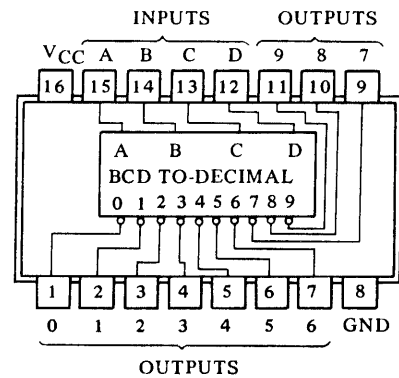 INPUTS OUTPUTS
VCC A B C D 9 8 7
16 15 14 13 12 11 10 9
A B C D
BCD TO-DECIMAL
0 1 2 3 4 5 6 7 8 9
1 2 3 4 5 6 7 8
0 1 2 3 4 5 6 GND
OUTPUTS